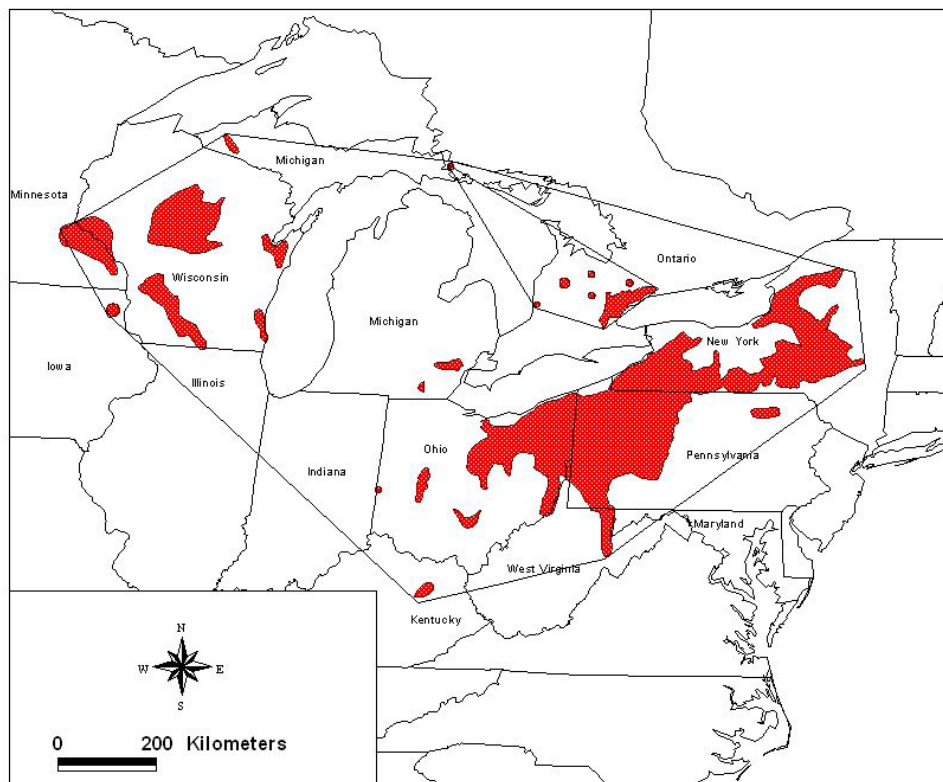 Michigan
Minnesota
Ontario
Wisconsin
Michigan
New York
Iowa
Illinois
Ohio
Pennsylvania
Indiana
Maryland
West Virginia
Kentucky
N
W E
S
0 200 Kilometers